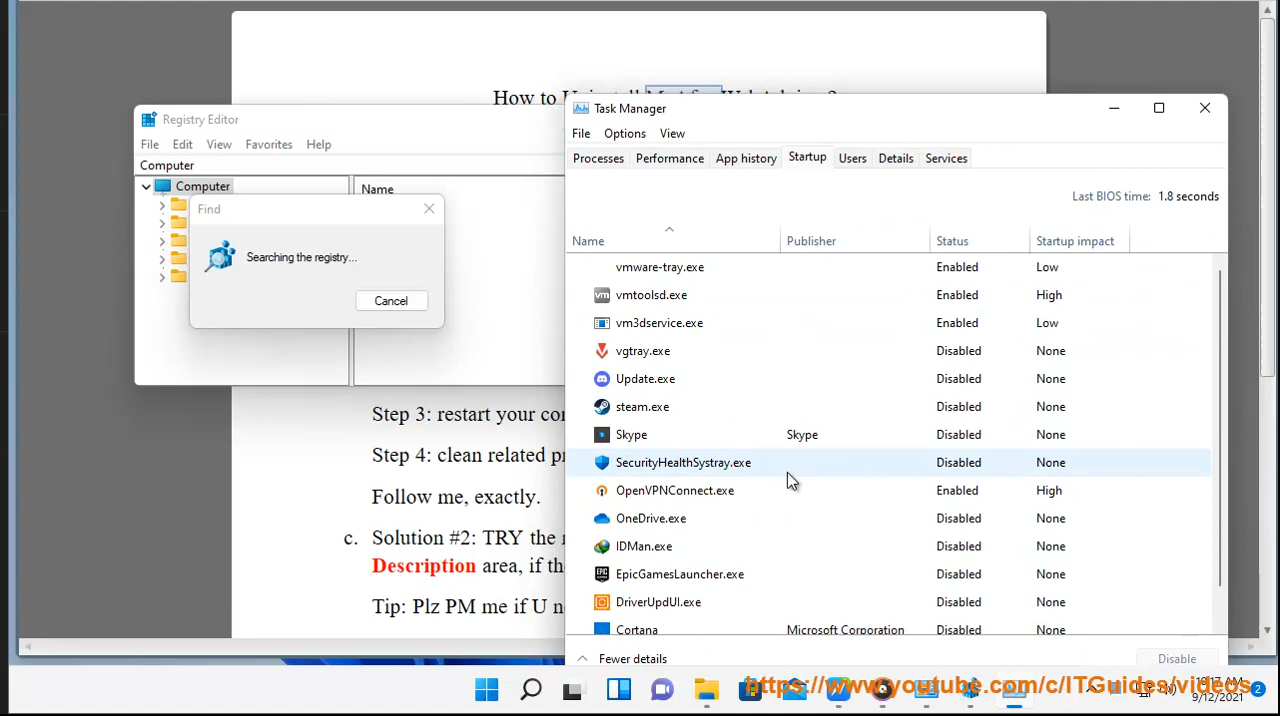 How to Uninstall McAfee WebAdvisor?
Registry Editor
File Edit View Favorites Help
Computer
Computer
Name
Find
Searching the registry...
Cancel
Task Manager
File Options View
Processes Performance App history Startup Users Details Services
Last BIOS time: 1.8 seconds
Name Publisher Status Startup impact
vmware-tray.exe Enabled Low
vmtoolsd.exe Enabled High
vm3dservice.exe Enabled Low
vgtray.exe Disabled None
Update.exe Disabled None
steam.exe Disabled None
Skype Skype Disabled None
SecurityHealthSystray.exe Disabled None
OpenVPNConnect.exe Enabled High
OneDrive.exe Disabled None
IDMan.exe Disabled None
EpicGamesLauncher.exe Disabled None
DriverUpdUI.exe Disabled None
Cortana Microsoft Corporation Disabled None
Fewer details
Disable
Step 3: restart your
Step 4: clean related
Follow me, exactly.
c. Solution #2: TRY the
Description area, if
Tip: Plz PM me if U
https://www.youtube.com/c/ITGuides/videos
9/12/2021
2